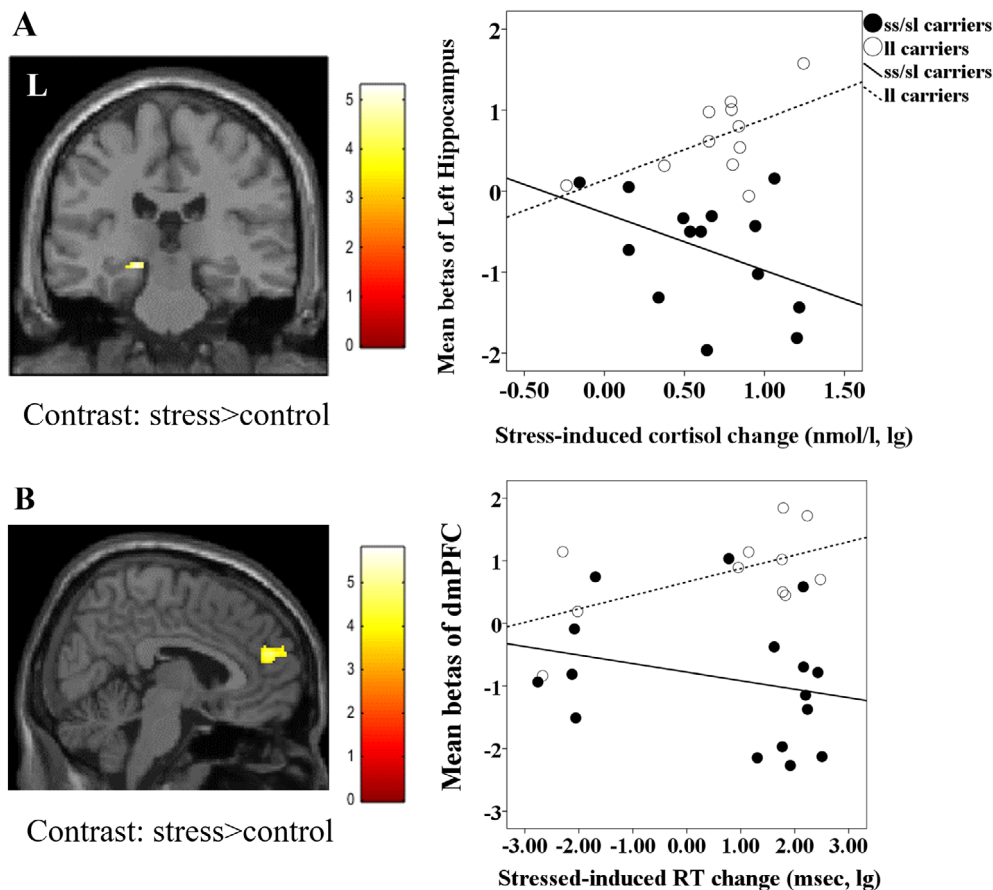 A
L
5
4
3
2
1
0
Contrast: stress>control
Mean betas of Left Hippocampus
2
1
0
-1
-2
-0.50 0.00 0.50 1.00 1.50
Stress-induced cortisol change (nmol/l, lg)
ss/sl carriers
ll carriers
ss/sl carriers
ll carriers
B
5
4
3
2
1
0
Contrast: stress>control
Mean betas of dmPFC
2
1
0
-1
-2
-3
-3.00 -2.00 -1.00 0.00 1.00 2.00 3.00
Stressed-induced RT change (msec, lg)